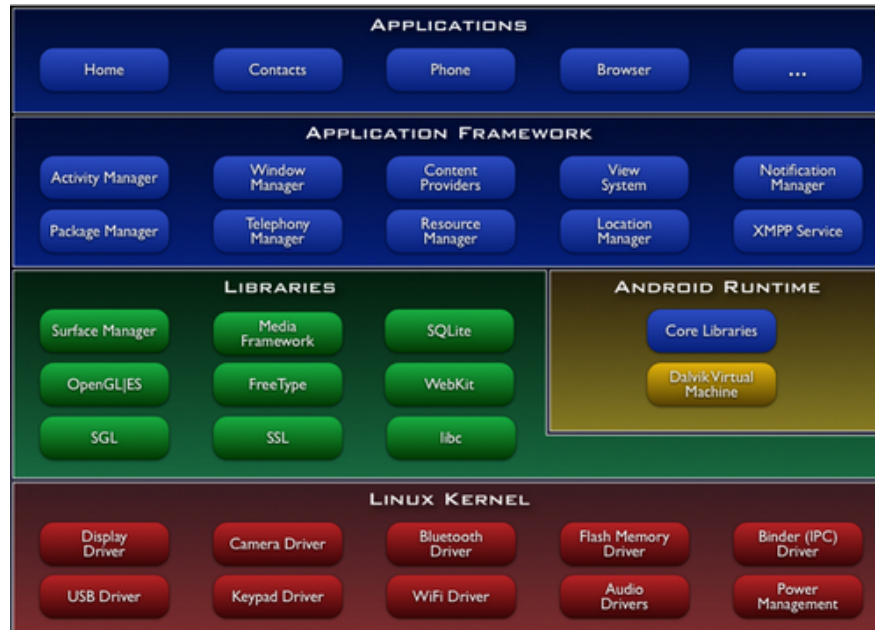 APPLICATIONS
Home
Contacts
Phone
Browser
...
APPLICATION FRAMEWORK
Activity Manager
Window
Manager
Content
Providers
View
System
Notification
Manager
Package Manager
Telephony
Manager
Resource
Manager
Location
Manager
XMPP Service
LIBRARIES
Surface Manager
Media
Framework
SQLite
OpenGL|ES
FreeType
WebKit
SGL
SSL
libc
ANDROID RUNTIME
Core Libraries
Dalvik Virtual
Machine
LINUX KERNEL
Display
Driver
Camera Driver
Bluetooth
Driver
Flash Memory
Driver
Binder (IPC)
Driver
USB Driver
Keypad Driver
WiFi Driver
Audio
Drivers
Power
Management